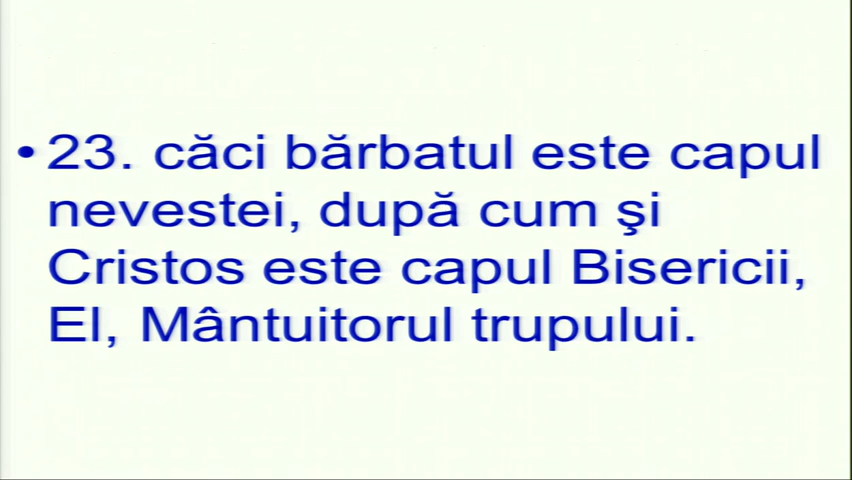 • 23. căci bărbatul este capul
nevestei, după cum şi
Cristos este capul Bisericii,
El, Mântuitorul trupului.